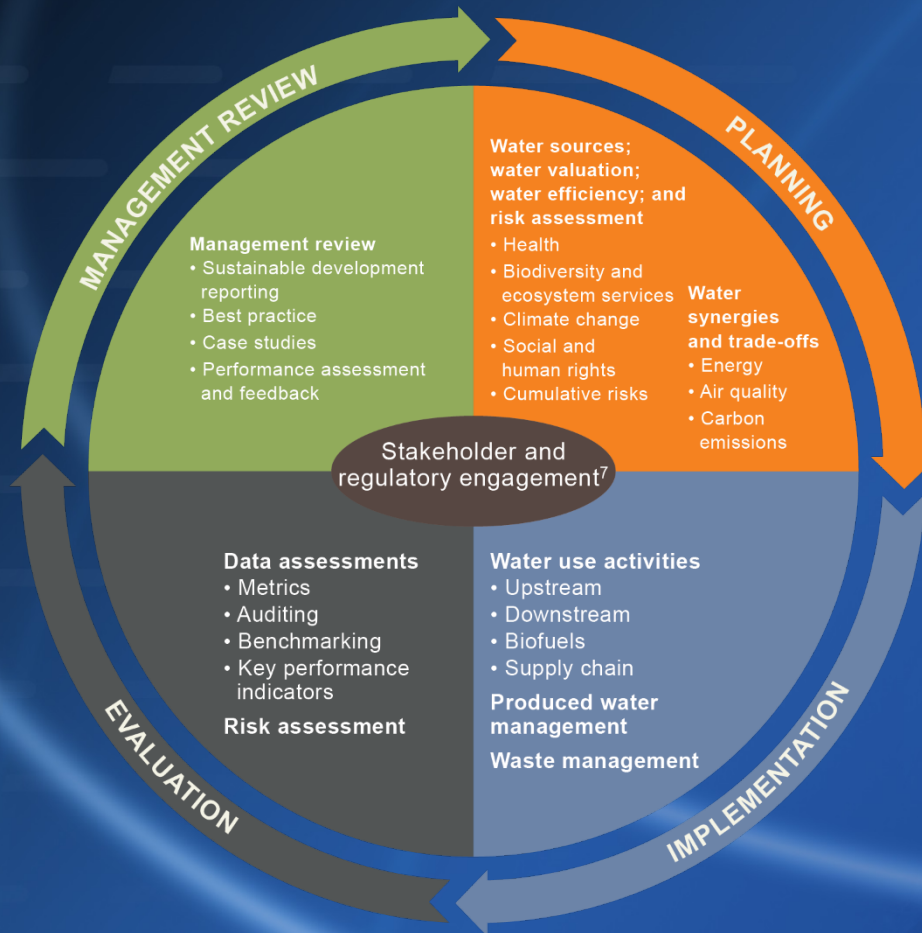 MANAGEMENT REVIEW
PLANNING
Management review
• Sustainable development
reporting
• Best practice
• Case studies
• Performance assessment
and feedback
Water sources;
water valuation;
water efficiency; and
risk assessment
• Health
• Biodiversity and
ecosystem services
• Climate change
• Social and
human rights
• Cumulative risks
Water
synergies
and trade-offs
• Energy
• Air quality
• Carbon
emissions
Stakeholder and
regulatory engagement⁷
Data assessments
• Metrics
• Auditing
• Benchmarking
• Key performance
indicators
Risk assessment
Water use activities
• Upstream
• Downstream
• Biofuels
• Supply chain
Produced water
management
Waste management
EVALUATION
IMPLEMENTATION